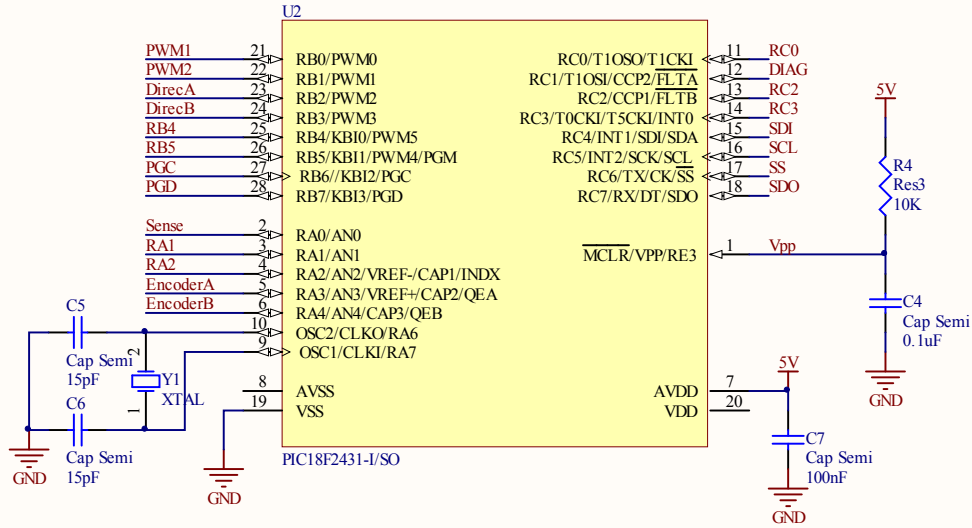 U2
PWM1 21 RB0/PWM0 RC0/T1OSO/T1CKI 11 RC0
PWM2 22 RB1/PWM1 RC1/T1OSI/CCP2/FLTA 12 DIAG
DirecA 23 RB2/PWM2 RC2/CCP1/FLTB 13 RC2
DirecB 24 RB3/PWM3 RC3/T0CKI/T5CKI/INT0 14 RC3
RB4 25 RB4/KBI0/PWM5 RC4/INT1/SDI/SDA 15 SDI
RB5 26 RB5/KBI1/PWM4/PGM RC5/INT2/SCK/SCL 16 SCL
PGC 27 RB6//KBI2/PGC RC6/TX/CK/SS 17 SS
PGD 28 RB7/KBI3/PGD RC7/RX/DT/SDO 18 SDO
5V
R4
Res3
10K
Sense 2 RA0/AN0
RA1 3 RA1/AN1 MCLR/VPP/RE3 1 Vpp
RA2 4 RA2/AN2/VREF-/CAP1/INDX
EncoderA 5 RA3/AN3/VREF+/CAP2/QEA
EncoderB 6 RA4/AN4/CAP3/QEB
10 OSC2/CLKO/RA6
9 OSC1/CLKI/RA7
C4
Cap Semi
0.1uF
GND
C5
Cap Semi
15pF
2
Y1
XTAL
1
C6
Cap Semi
15pF
GND
8 AVSS AVDD 7
19 VSS VDD 20
GND
5V
C7
Cap Semi
100nF
GND
PIC18F2431-I/SO